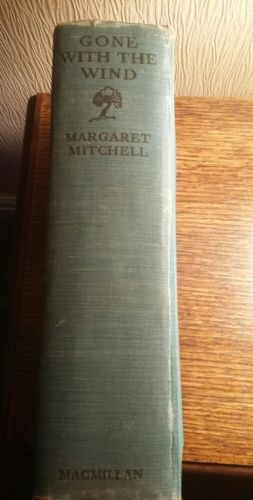 GONE
WITH THE
WIND
MARGARET
MITCHELL
MACMILLAN